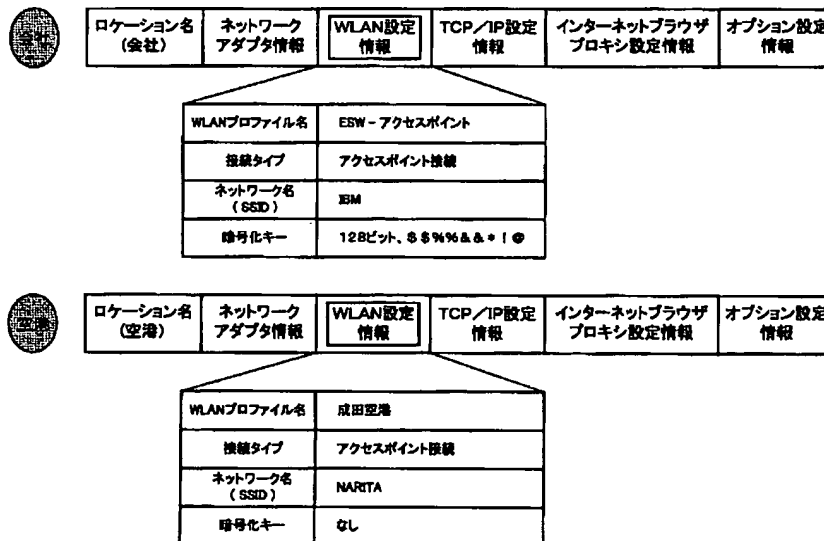 会社
ロケーション名
(会社)
ネットワーク
アダプタ情報
WLAN設定
情報
TCP/IP設定
情報
インターネットブラウザ
プロキシ設定情報
オプション設定
情報
WLANプロファイル名
ESW-アクセスポイント
接続タイプ
アクセスポイント接続
ネットワーク名
(SSID)
IBM
暗号化キー
128ビット、$$%%&&*!@
空港
ロケーション名
(空港)
ネットワーク
アダプタ情報
WLAN設定
情報
TCP/IP設定
情報
インターネットブラウザ
プロキシ設定情報
オプション設定
情報
WLANプロファイル名
成田空港
接続タイプ
アクセスポイント接続
ネットワーク名
(SSID)
NARITA
暗号化キー
なし